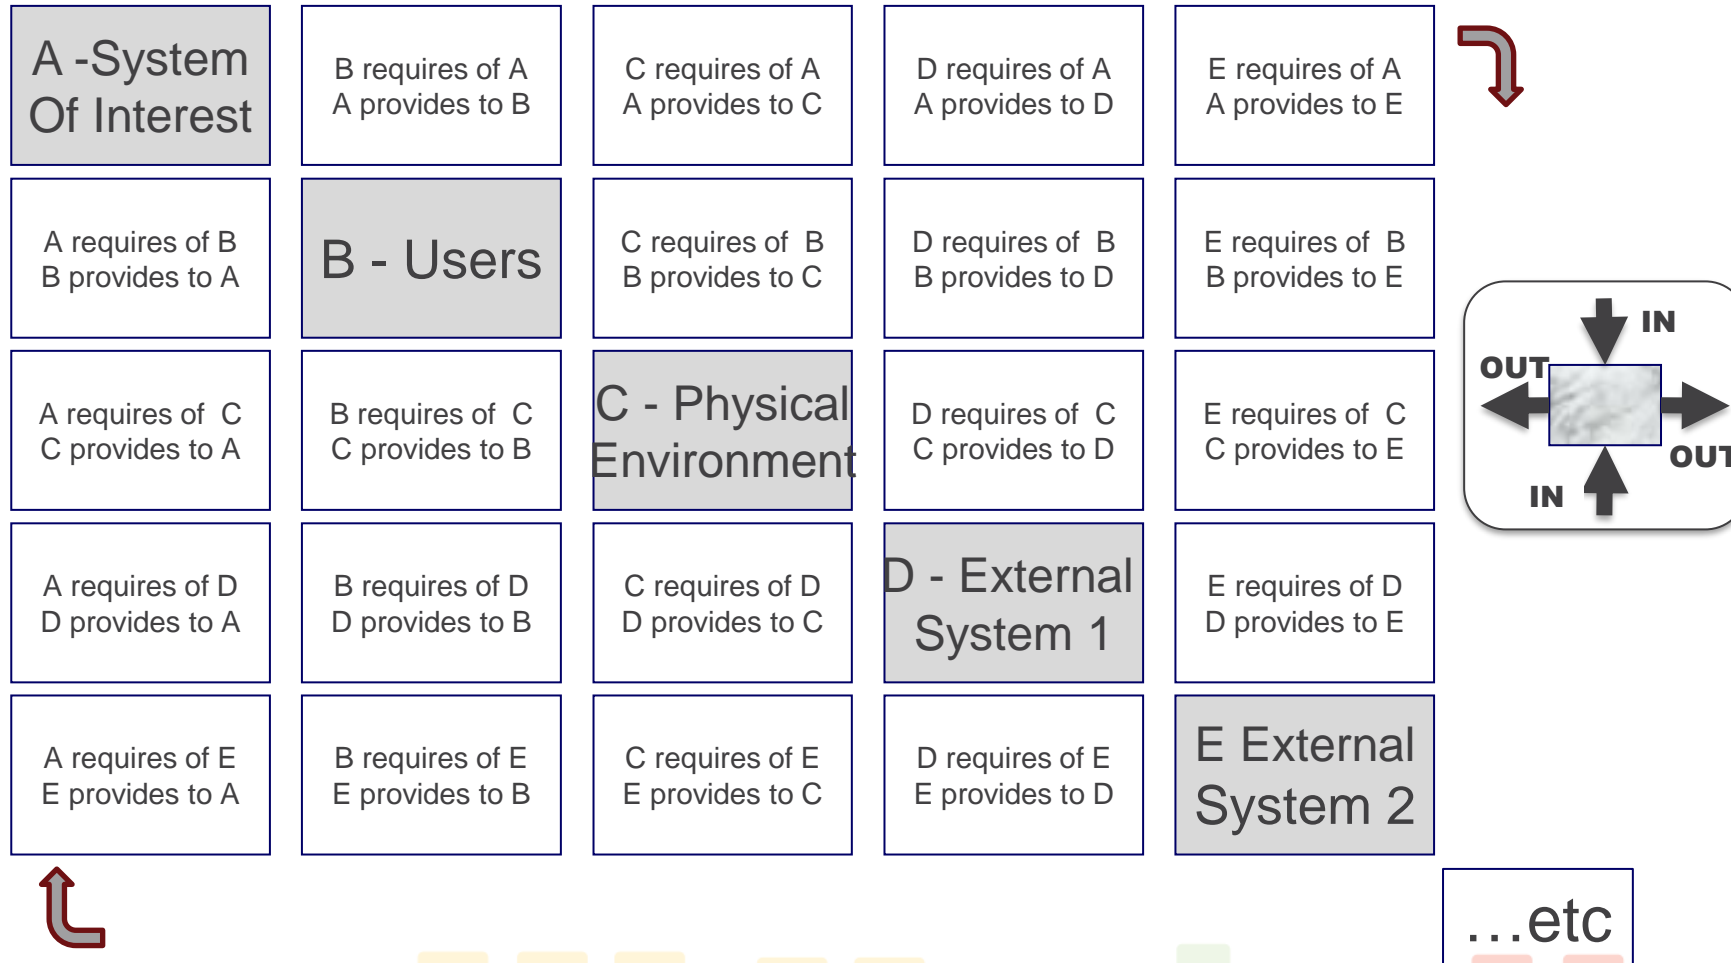 A -System
Of Interest
B requires of A
A provides to B
C requires of A
A provides to C
D requires of A
A provides to D
E requires of A
A provides to E
A requires of B
B provides to A
B - Users
C requires of  B
B provides to C
D requires of  B
B provides to D
E requires of  B
B provides to E
A requires of  C
C provides to A
B requires of  C
C provides to B
C - Physical
Environment
D requires of  C
C provides to D
E requires of  C
C provides to E
A requires of D
D provides to A
B requires of D
D provides to B
C requires of D
D provides to C
D - External
System 1
E requires of D
D provides to E
A requires of E
E provides to A
B requires of E
E provides to B
C requires of E
E provides to C
D requires of E
E provides to D
E External
System 2
IN
OUT
OUT
IN
…etc